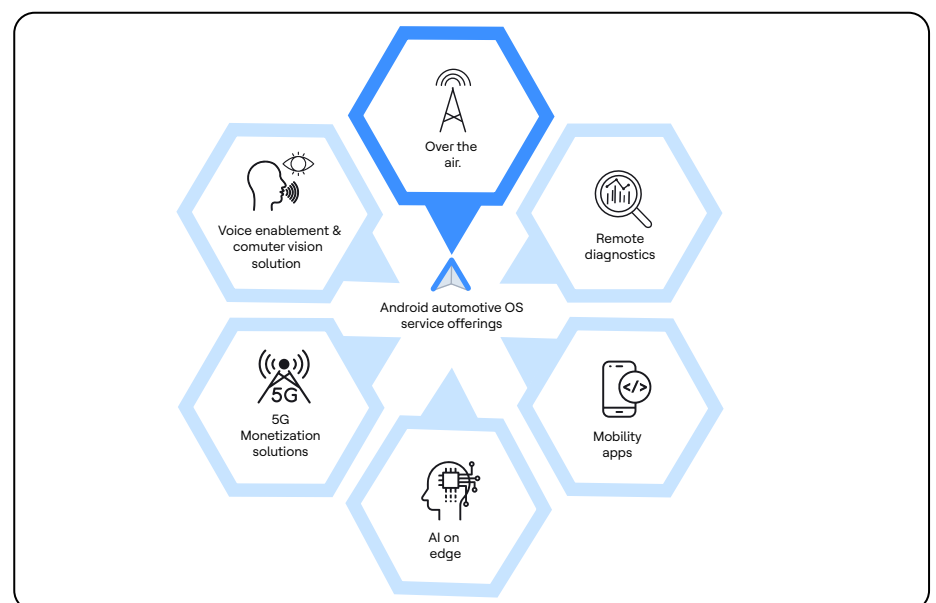 Over the
air.
Voice enablement &
comuter vision
solution
Remote
diagnostics
Android automotive OS
service offerings
5G
5G
Monetization
solutions
</>
Mobility
apps
AI on
edge